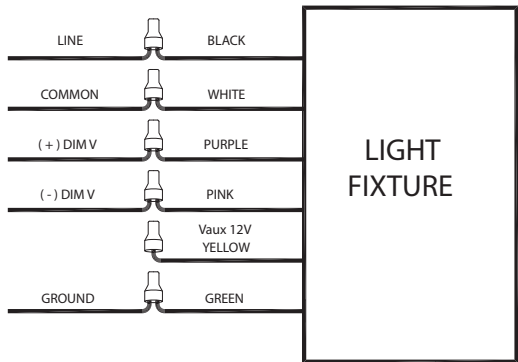 LINE BLACK
COMMON WHITE
( + ) DIM V PURPLE
( - ) DIM V PINK
Vaux 12V
YELLOW
GROUND GREEN
LIGHT
FIXTURE